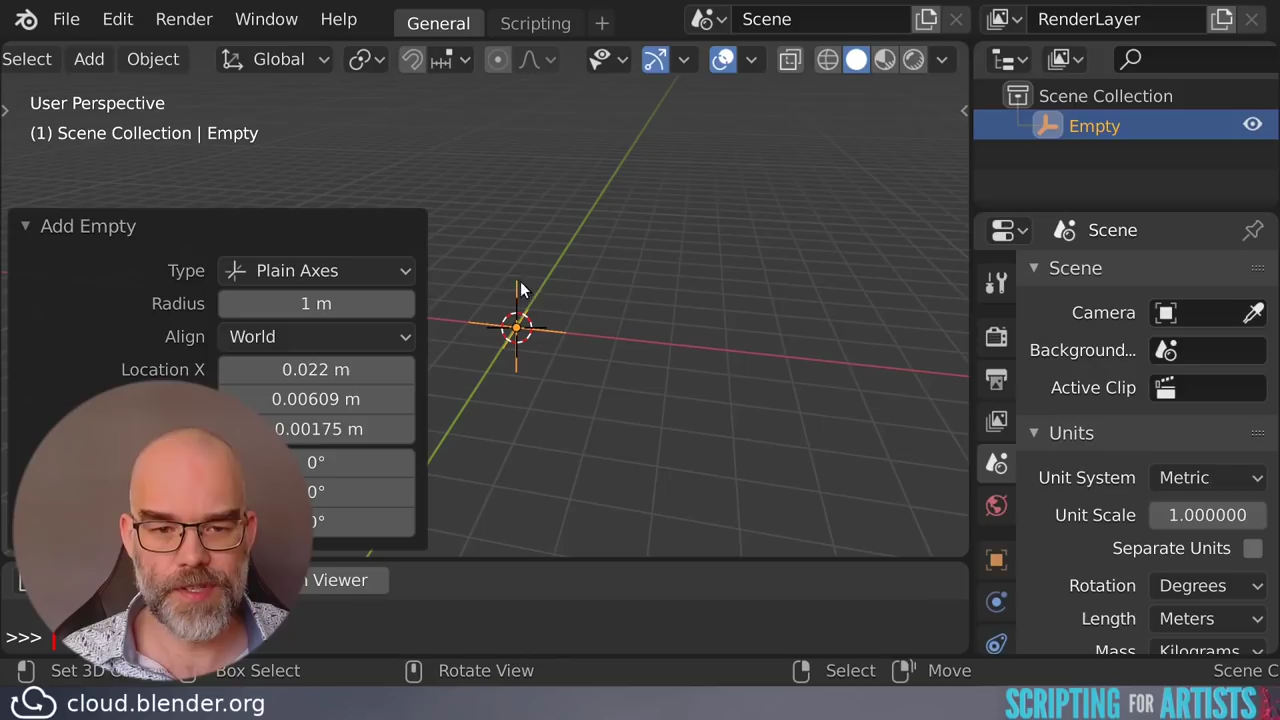 File Edit Render Window Help General Scripting + Scene RenderLayer
Select Add Object Global
User Perspective
(1) Scene Collection | Empty
Scene Collection
Empty
Add Empty
Type Plain Axes
Radius 1 m
Align World
Location X 0.022 m
0.00609 m
0.00175 m
0°
0°
0°
Viewer
>>>
Scene
Scene
Camera
Background...
Active Clip
Units
Unit System Metric
Unit Scale 1.000000
Separate Units
Rotation Degrees
Length Meters
Mass Kilograms
Set 3D Box Select Rotate View Select Move Scene C
cloud.blender.org
SCRIPTING FOR ARTISTS